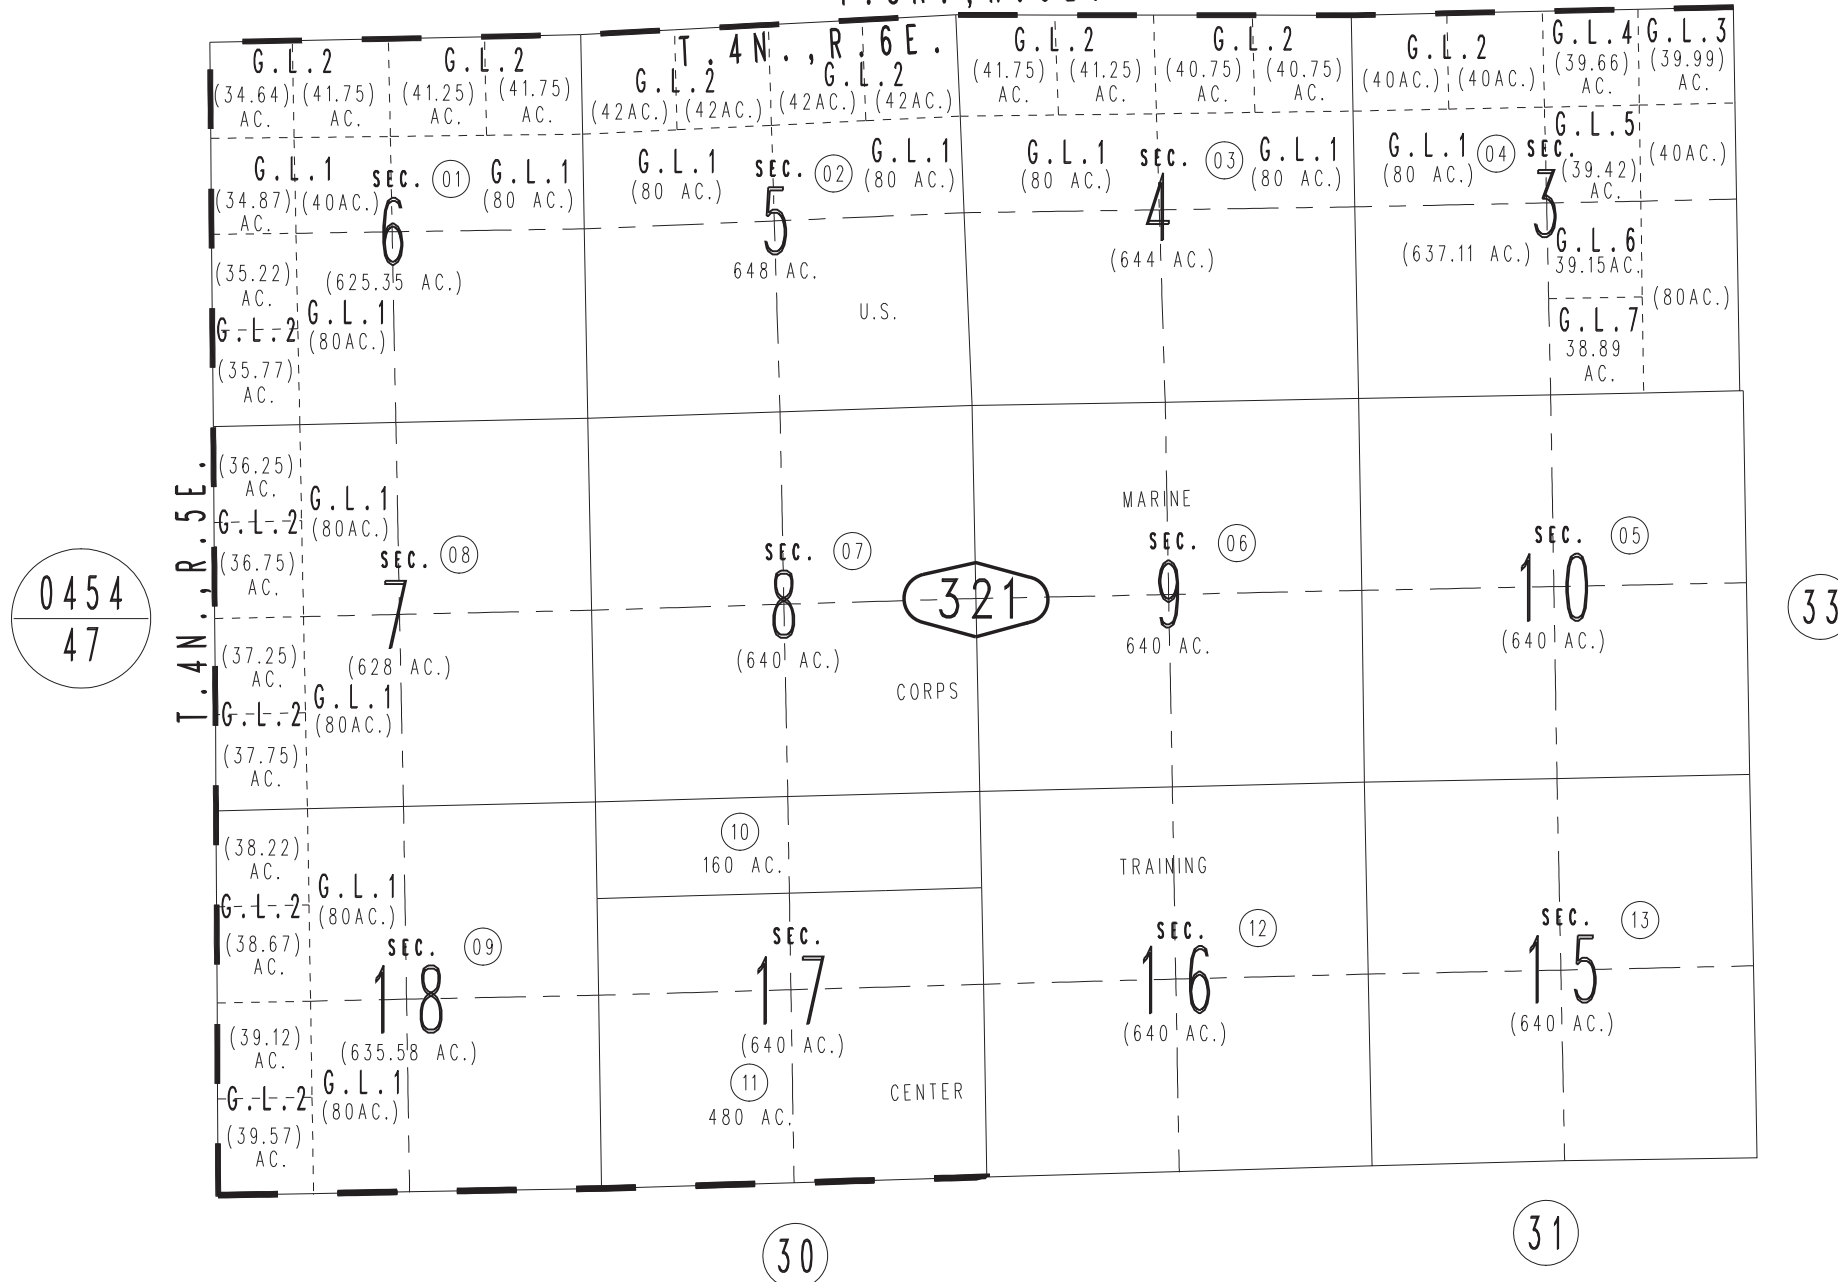 T.4N.,R.6E.
G.L.2
G.L.2
G.L.2
G.L.2
G.L.2
G.L.2
G.L.2
G.L.4
G.L.3
(34.64) AC.
(41.75) AC.
(41.25) AC.
(41.75) AC.
(42AC.)
(42AC.)
(42AC.)
(42AC.)
(41.75) AC.
(41.25) AC.
(40.75) AC.
(40.75) AC.
(40AC.)
(40AC.)
(39.66) AC.
(39.99) AC.
G.L.1
(34.87) AC.
(40AC.)
SEC. 01
6
(625.35 AC.)
G.L.1
(80 AC.)
(35.22) AC.
G.L.2
(35.77) AC.
G.L.1
(80AC.)
G.L.1
(80 AC.)
SEC. 02
5
648 AC.
G.L.1
(80 AC.)
U.S.
G.L.1
(80 AC.)
SEC. 03
4
(644 AC.)
G.L.1
(80 AC.)
G.L.1
(80 AC.)
04
SEC.
3
(637.11 AC.)
G.L.5
(39.42) AC.
(40AC.)
G.L.6
39.15AC.
G.L.7
38.89 AC.
(80AC.)
T.4N.,R.5E.
0454
47
(36.25) AC.
G.L.2
(36.75) AC.
G.L.1
(80AC.)
SEC. 08
7
(628 AC.)
(37.25) AC.
G.L.2
(37.75) AC.
G.L.1
(80AC.)
SEC. 07
8
(640 AC.)
CORPS
321
MARINE
SEC. 06
9
640 AC.
SEC. 05
10
(640 AC.)
33
(38.22) AC.
G.L.2
(38.67) AC.
G.L.1
(80AC.)
SEC. 09
18
(635.58 AC.)
(39.12) AC.
G.L.2
(39.57) AC.
G.L.1
(80AC.)
10
160 AC.
SEC.
17
(640 AC.)
11
480 AC.
CENTER
TRAINING
SEC. 12
16
(640 AC.)
SEC. 13
15
(640 AC.)
30
31